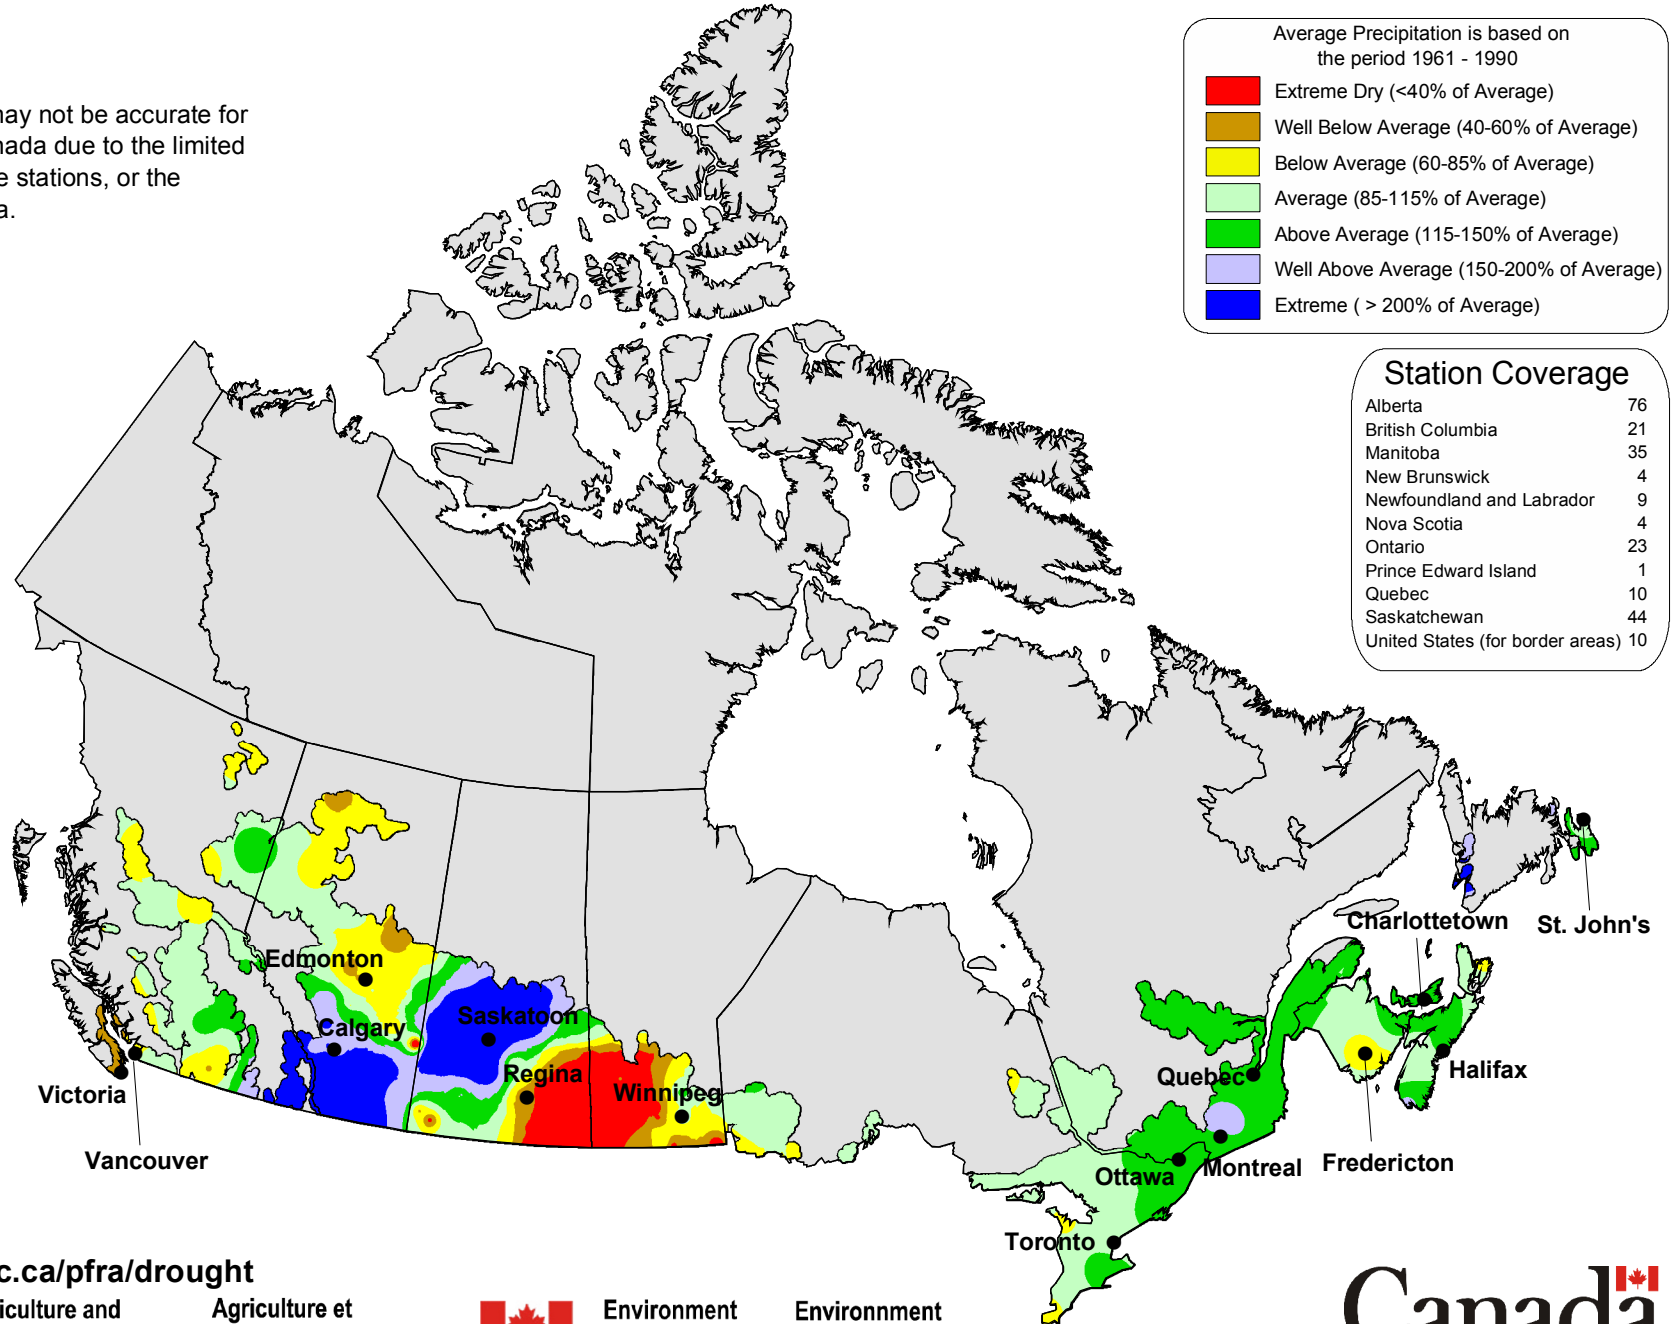 may not be accurate for
nada due to the limited
e stations, or the
a.
Average Precipitation is based on
the period 1961 - 1990
Extreme Dry (<40% of Average)
Well Below Average (40-60% of Average)
Below Average (60-85% of Average)
Average (85-115% of Average)
Above Average (115-150% of Average)
Well Above Average (150-200% of Average)
Extreme ( > 200% of Average)
Station Coverage
Alberta 76
British Columbia 21
Manitoba 35
New Brunswick 4
Newfoundland and Labrador 9
Nova Scotia 4
Ontario 23
Prince Edward Island 1
Quebec 10
Saskatchewan 44
United States (for border areas) 10
Charlottetown
St. John's
Edmonton
Calgary
Saskatoon
Regina
Winnipeg
Victoria
Vancouver
Quebec
Halifax
Ottawa
Montreal
Fredericton
Toronto
c.ca/pfra/drought
iculture and
Agriculture et
Environment
Environnment
Canada